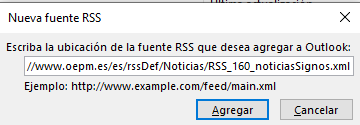 Nueva fuente RSS
Escriba la ubicación de la fuente RSS que desea agregar a Outlook:
//www.oepm.es/es/rssDef/Noticias/RSS_160_noticiasSignos.xml
Ejemplo: http://www.example.com/feed/main.xml
Agregar Cancelar